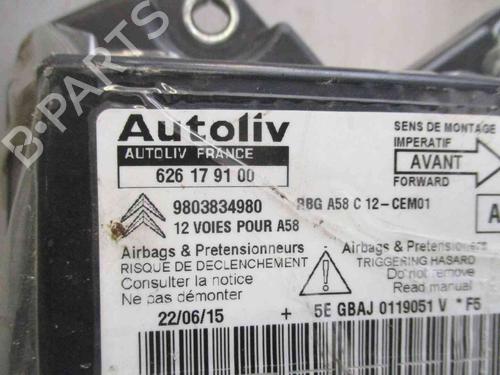 B-PARTS
Autoliv
AUTOLIV FRANCE
626 17 91 00
SENS DE MONTAGE
IMPERATIF
AVANT
9803834980
RBG A58 C 12-CEM01
12 VOIES POUR A58
Airbags & Pretensionneurs
RISQUE DE DECLENCHEMENT
Consulter la notice
Ne pas démonter
Airbags & Pretensioners
TRIGGERING HASARD
Do not remove
Read manual
22/06/15 + 5E GBAJ 0119051 V * F5